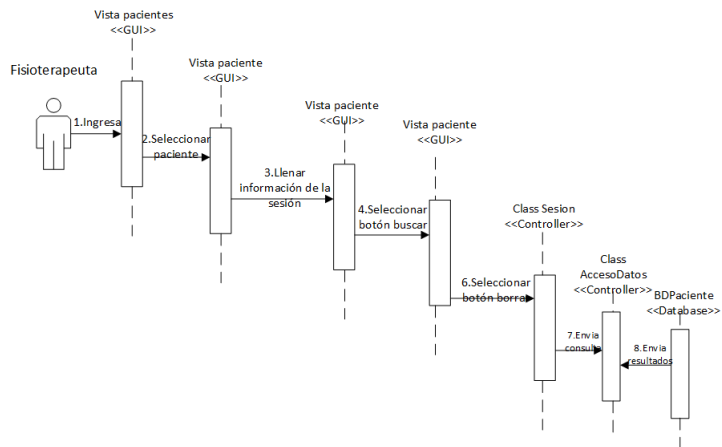 Vista pacientes
<<GUI>>
Fisioterapeuta
Vista paciente
<<GUI>>
Vista paciente
<<GUI>>
Vista paciente
<<GUI>>
1.Ingresa
2.Seleccionar
paciente
3.Llenar
información de la
sesión
4.Seleccionar
botón buscar
Class Sesion
<<Controller>>
Class
AccesoDatos
<<Controller>>
BDPaciente
<<Database>>
6.Seleccionar
botón borrar
7.Envia
consulta
8.Envia
resultados